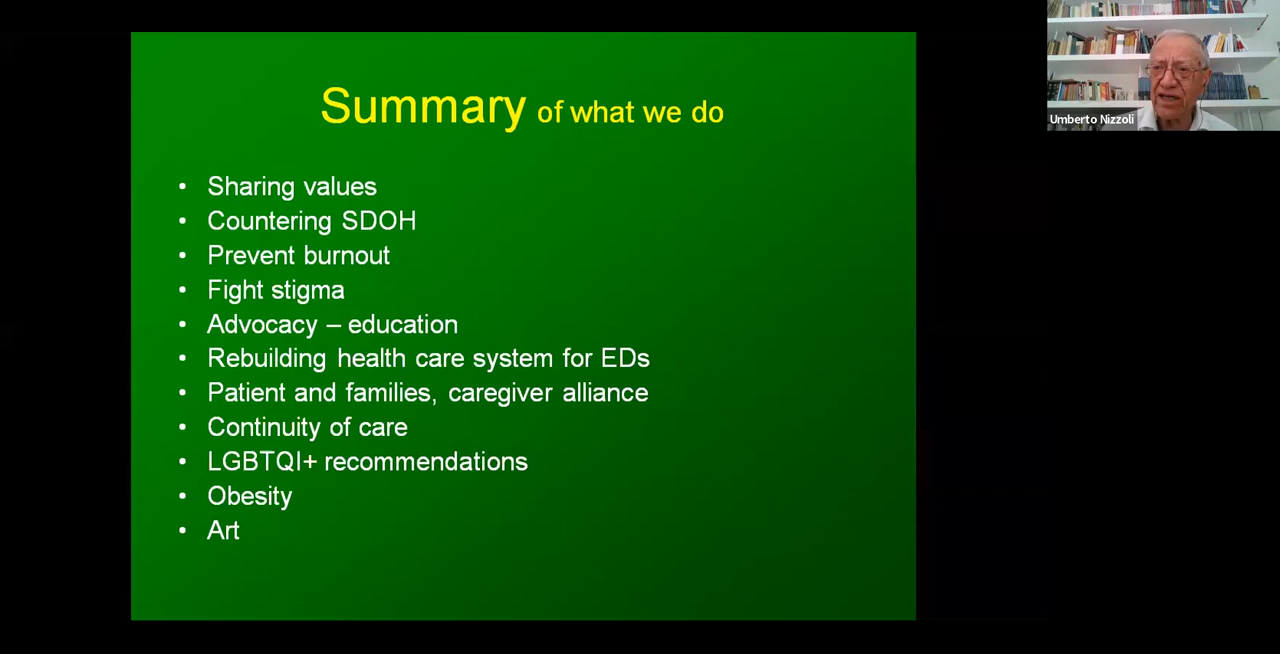 Summary of what we do
• Sharing values
• Countering SDOH
• Prevent burnout
• Fight stigma
• Advocacy – education
• Rebuilding health care system for EDs
• Patient and families, caregiver alliance
• Continuity of care
• LGBTQI+ recommendations
• Obesity
• Art
Umberto Nizzoli